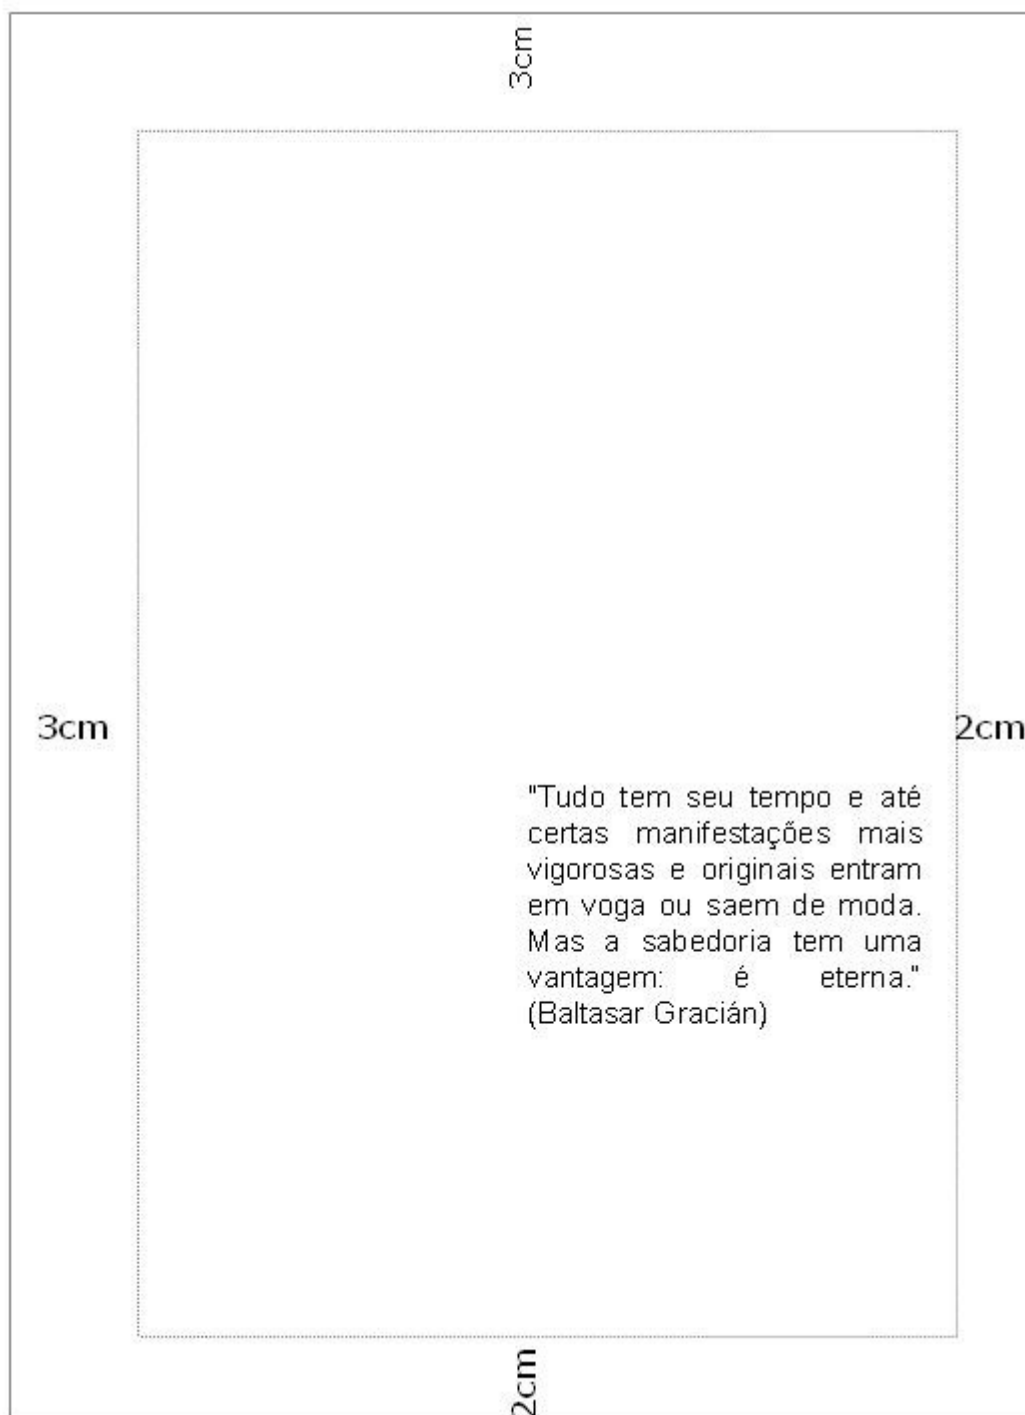 3cm
3cm
2cm
"Tudo tem seu tempo e até
certas manifestações mais
vigorosas e originais entram
em voga ou saem de moda.
Mas a sabedoria tem uma
vantagem: é eterna."
(Baltasar Gracián)
2cm